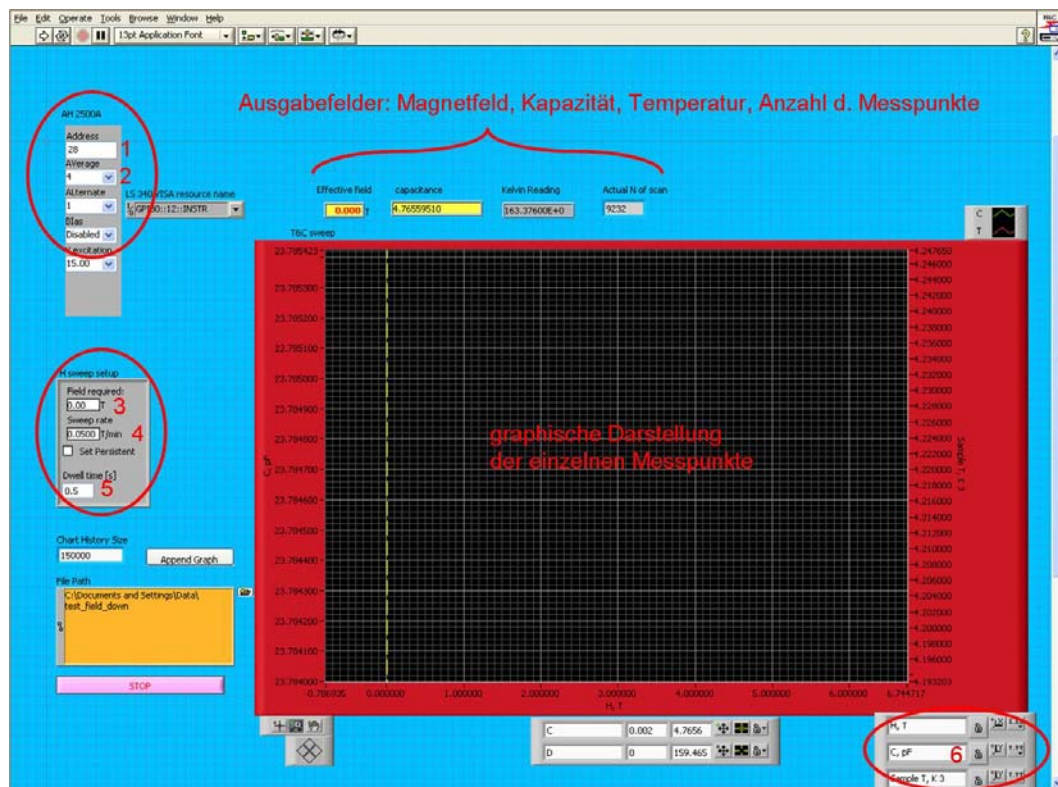 File Edit Operate Tools Browse Window Help
13pt Application Font
Ausgabefelder: Magnetfeld, Kapazität, Temperatur, Anzahl d. Messpunkte
AH 2500A
Address
28 1
AVerage
4 2
ALternate
1
BIas
Disabled
15.00
LS 340 VISA resource name
GPIB0::12::INSTR
Effective field
0.000 T
capacitance
4.76559510
Kelvin Reading
163.37600E+0
Actual N of scan
9232
T&C sweep
C
T
23.785423
23.785300
23.785200
23.785100
23.785000
23.784900
23.784800
23.784700
23.784600
23.784500
23.784400
23.784300
23.784200
23.784100
23.784000
C, pF
graphische Darstellung
der einzelnen Messpunkte
4.247650
4.246000
4.244000
4.242000
4.240000
4.238000
4.236000
4.234000
4.232000
4.230000
4.228000
4.226000
4.224000
4.222000
4.220000
4.218000
4.216000
4.214000
4.212000
4.210000
4.208000
4.206000
4.204000
4.202000
4.200000
4.198000
4.196000
4.193203
Sample T, K 3
-0.786935 0.000000 1.000000 2.000000 3.000000 4.000000 5.000000 6.000000 6.744717
H, T
H sweep setup
Field required:
0.00 T 3
Sweep rate
0.0500 T/min 4
Set Persistent
Dwell time [s]
0.5 5
Chart History Size
150000
Append Graph
File Path
C:\Documents and Settings\Data\
test_field_down
STOP
C 0.002 4.7656
D 0 159.465
H, T
C, pF 6
Sample T, K 3